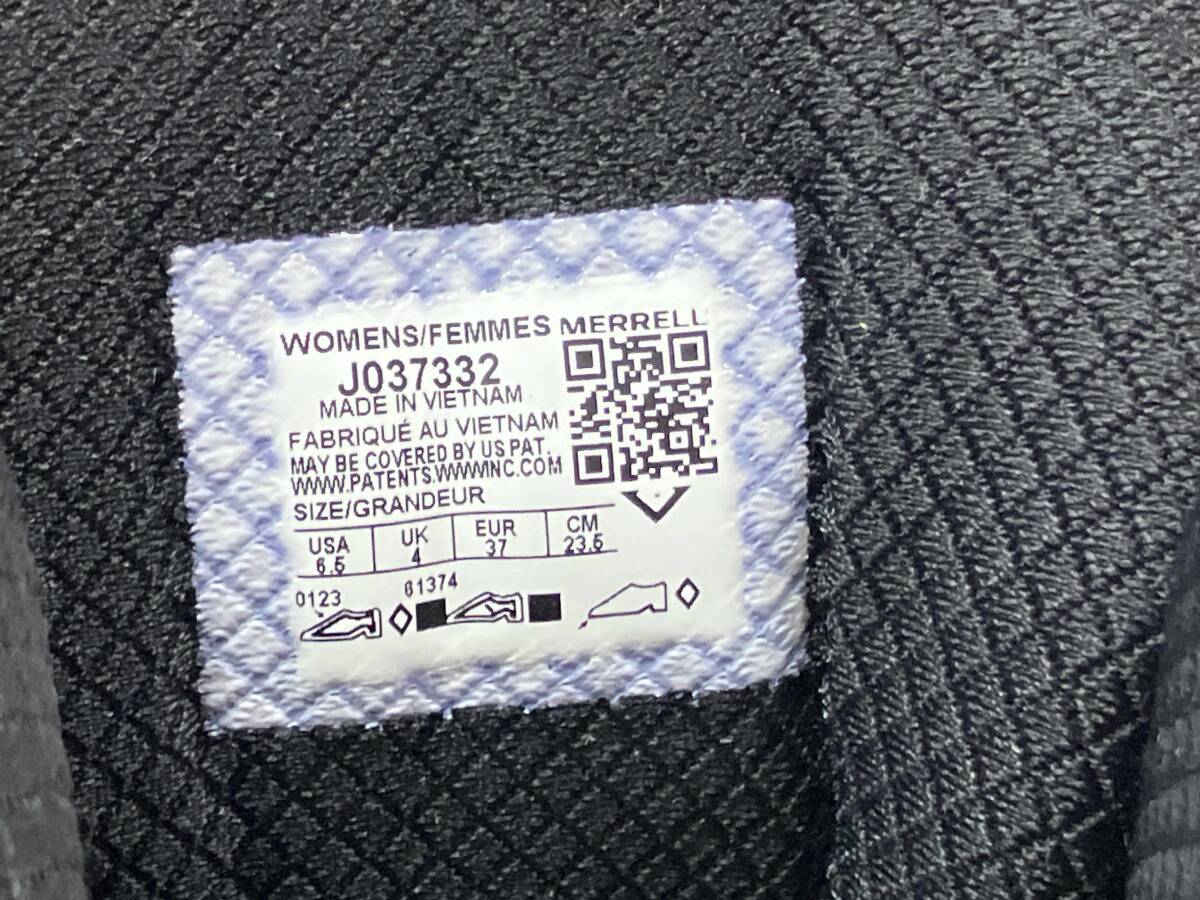 WOMENS/FEMMES MERRELL
J037332
MADE IN VIETNAM
FABRIQUÉ AU VIETNAM
MAY BE COVERED BY US PAT.
WWW.PATENTS.WWWINC.COM
SIZE/GRANDEUR
USA UK EUR CM
6.5 4 37 23.5
0123 61374